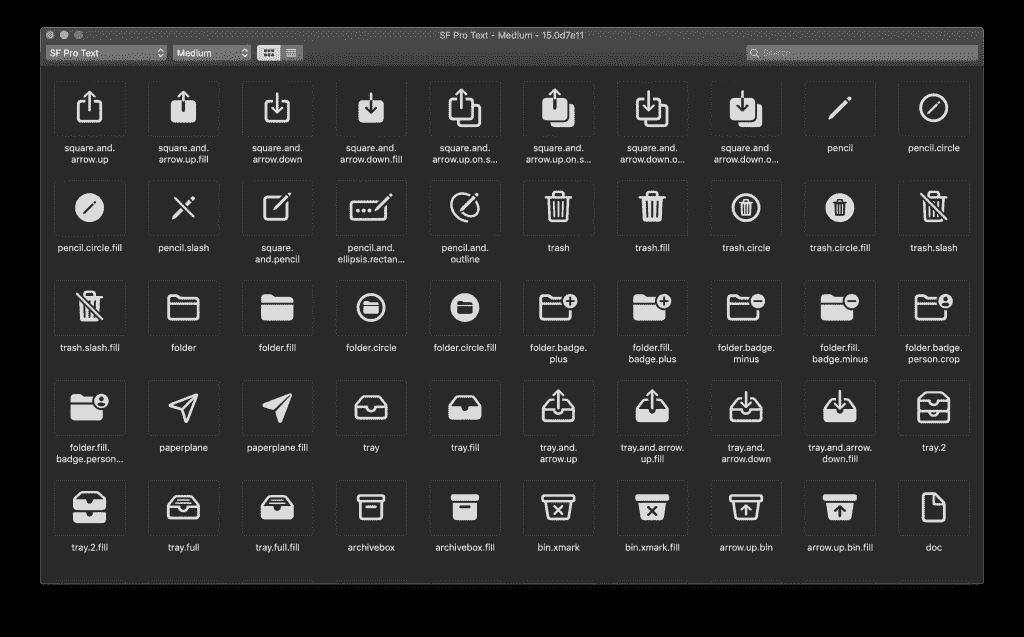 SF Pro Text - Medium - 15.0d7e11
SF Pro Text Medium Search
square.and. square.and. square.and. square.and. square.and. square.and. square.and. square.and. pencil pencil.circle
arrow.up arrow.up.fill arrow.down arrow.down.fill arrow.up.on.s... arrow.up.on.s... arrow.down.o... arrow.down.o...
pencil.circle.fill pencil.slash square. pencil.and. pencil.and. trash trash.fill trash.circle trash.circle.fill trash.slash
and.pencil ellipsis.rectan... outline
trash.slash.fill folder folder.fill folder.circle folder.circle.fill folder.badge. folder.fill. folder.badge. folder.fill. folder.badge.
plus badge.plus minus badge.minus person.crop
folder.fill. paperplane paperplane.fill tray tray.fill tray.and. tray.and.arrow. tray.and. tray.and.arrow. tray.2
badge.person... arrow.up up.fill arrow.down down.fill
tray.2.fill tray.full tray.full.fill archivebox archivebox.fill bin.xmark bin.xmark.fill arrow.up.bin arrow.up.bin.fill doc